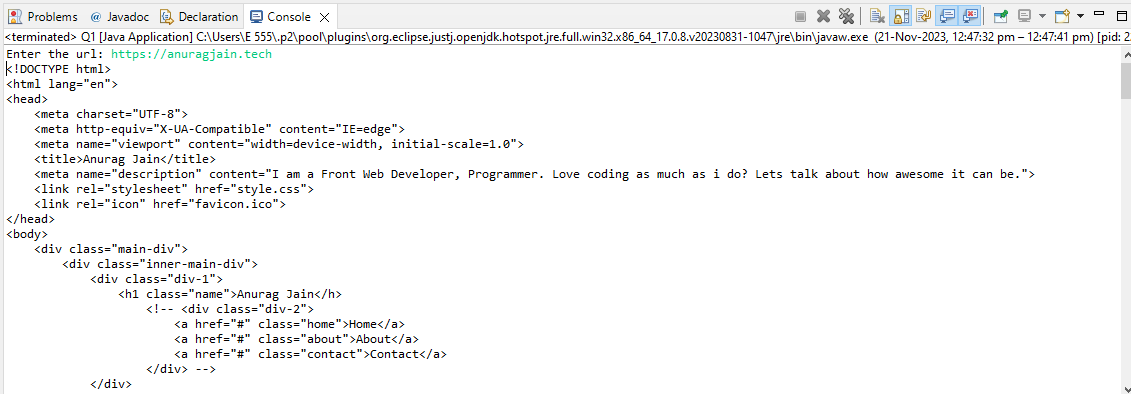 Problems @ Javadoc Declaration Console
<terminated> Q1 [Java Application] C:\Users\E 555\.p2\pool\plugins\org.eclipse.justj.openjdk.hotspot.jre.full.win32.x86_64_17.0.8.v20230831-1047\jre\bin\javaw.exe (21-Nov-2023, 12:47:32 pm – 12:47:41 pm) [pid: 2
Enter the url: https://anuragjain.tech
<!DOCTYPE html>
<html lang="en">
<head>
    <meta charset="UTF-8">
    <meta http-equiv="X-UA-Compatible" content="IE=edge">
    <meta name="viewport" content="width=device-width, initial-scale=1.0">
    <title>Anurag Jain</title>
    <meta name="description" content="I am a Front Web Developer, Programmer. Love coding as much as i do? Lets talk about how awesome it can be.">
    <link rel="stylesheet" href="style.css">
    <link rel="icon" href="favicon.ico">
</head>
<body>
    <div class="main-div">
        <div class="inner-main-div">
            <div class="div-1">
                <h1 class="name">Anurag Jain</h>
                    <!-- <div class="div-2">
                        <a href="#" class="home">Home</a>
                        <a href="#" class="about">About</a>
                        <a href="#" class="contact">Contact</a>
                    </div> -->
            </div>